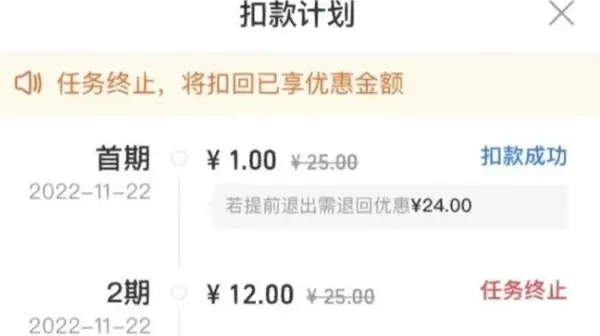 扣款计划
任务终止，将扣回已享优惠金额
首期 ¥ 1.00 ¥ 25.00 扣款成功
2022-11-22
若提前退出需退回优惠¥24.00
2期 ¥ 12.00 ¥ 25.00 任务终止
2022-11-22